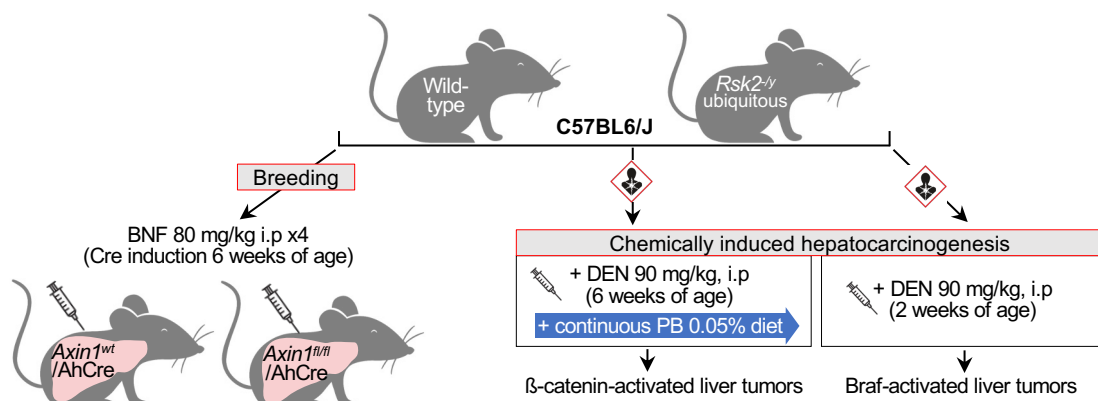 Wild-
type
Rsk2-/y
ubiquitous
C57BL6/J
Breeding
BNF 80 mg/kg i.p x4
(Cre induction 6 weeks of age)
Axin1wt
/AhCre
Axin1fl/fl
/AhCre
Chemically induced hepatocarcinogenesis
+ DEN 90 mg/kg, i.p
(6 weeks of age)
+ continuous PB 0.05% diet
+ DEN 90 mg/kg, i.p
(2 weeks of age)
ß-catenin-activated liver tumors
Braf-activated liver tumors